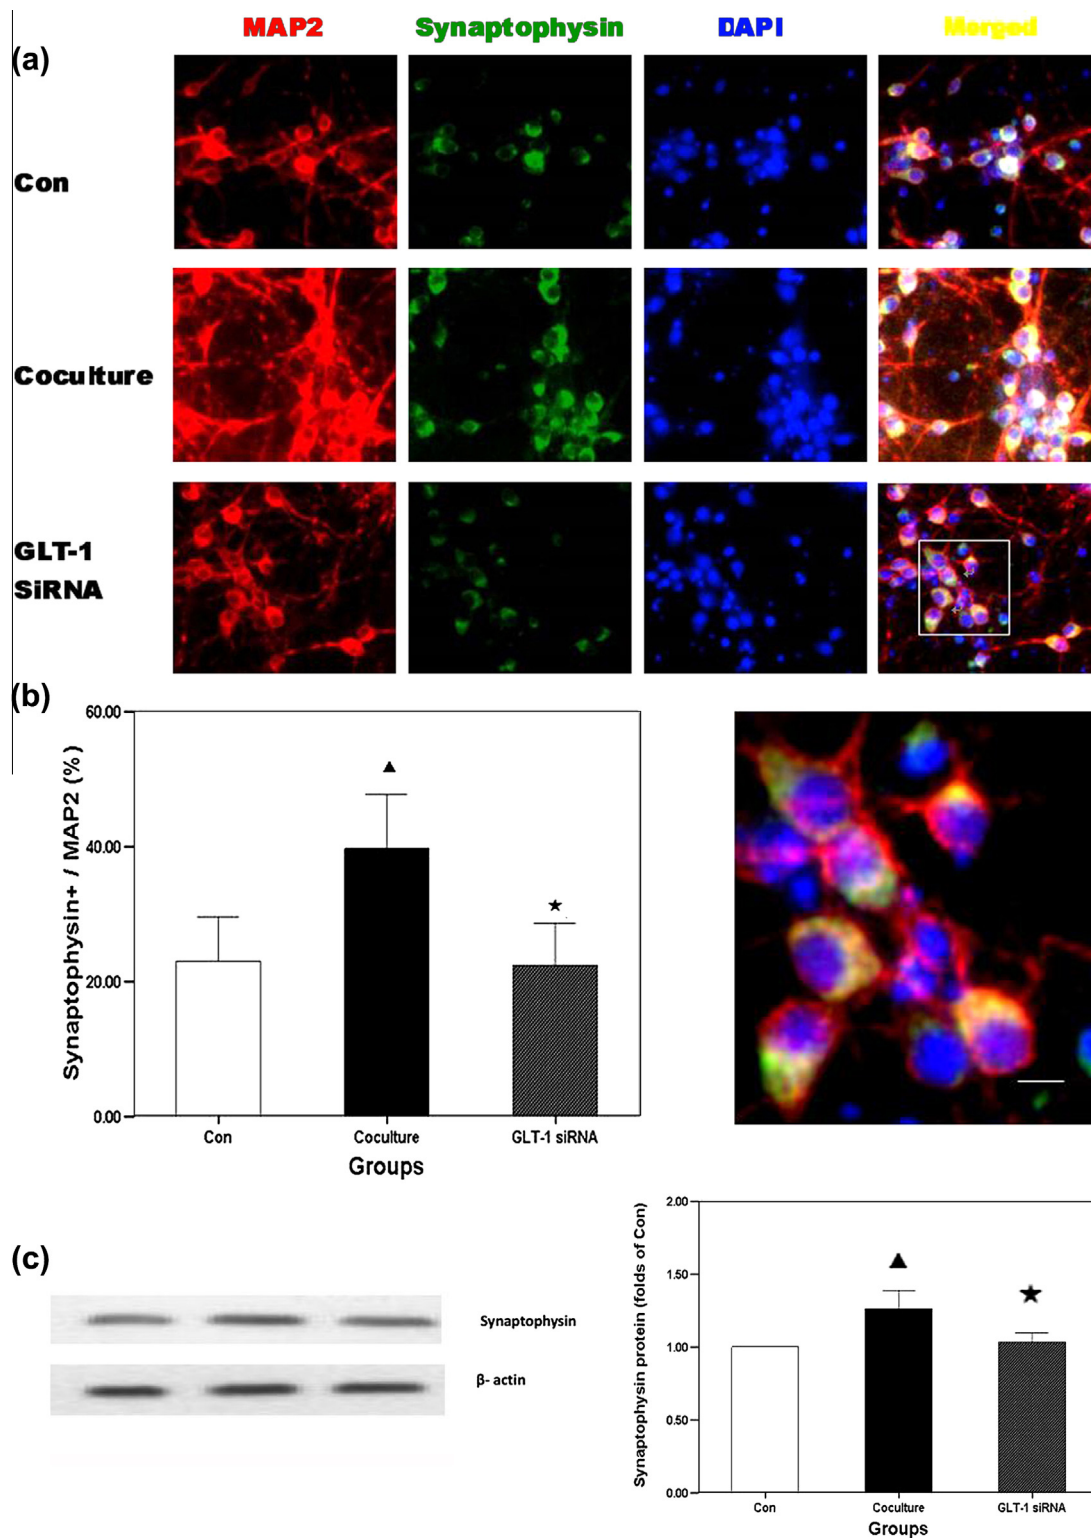 MAP2 Synaptophysin DAPI Merged
(a)
Con
Coculture
GLT-1
SiRNA
(b)
Synaptophysin+ / MAP2 (%)
60.00
40.00
20.00
0.00
Con Coculture GLT-1 siRNA
Groups
(c)
Synaptophysin
β- actin
Synaptophysin protein (folds of Con)
2.00
1.50
1.00
0.50
0.00
Con Coculture GLT-1 siRNA
Groups